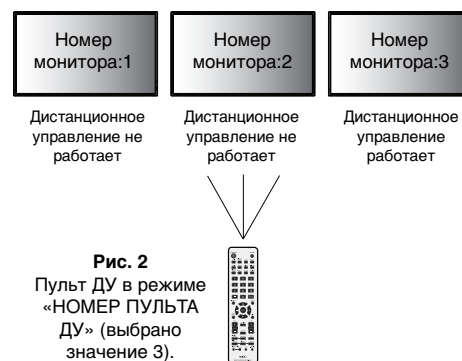 Номер
монитора:1
Номер
монитора:2
Номер
монитора:3
Дистанционное
управление не
работает
Дистанционное
управление не
работает
Дистанционное
управление
работает
Рис. 2
Пульт ДУ в режиме
«НОМЕР ПУЛЬТА
ДУ» (выбрано
значение 3).